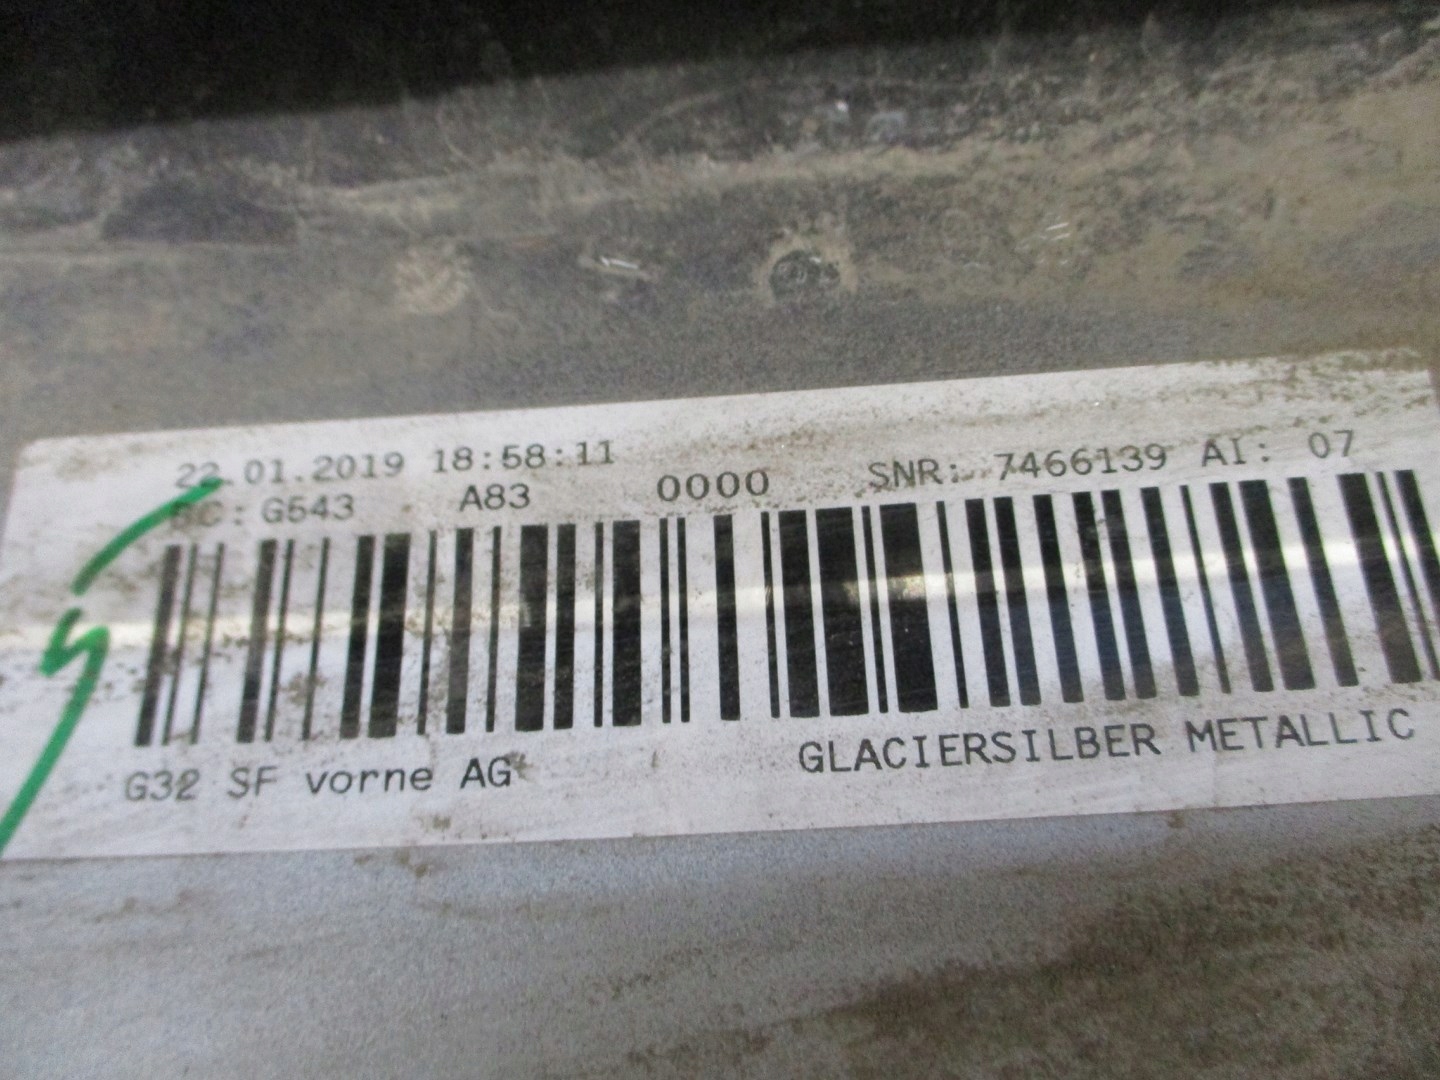 22.01.2019 18:58:11
G543 A83 0000 SNR: 7466139 AI: 07
G32 SF vorne AG GLACIERSILBER METALLIC